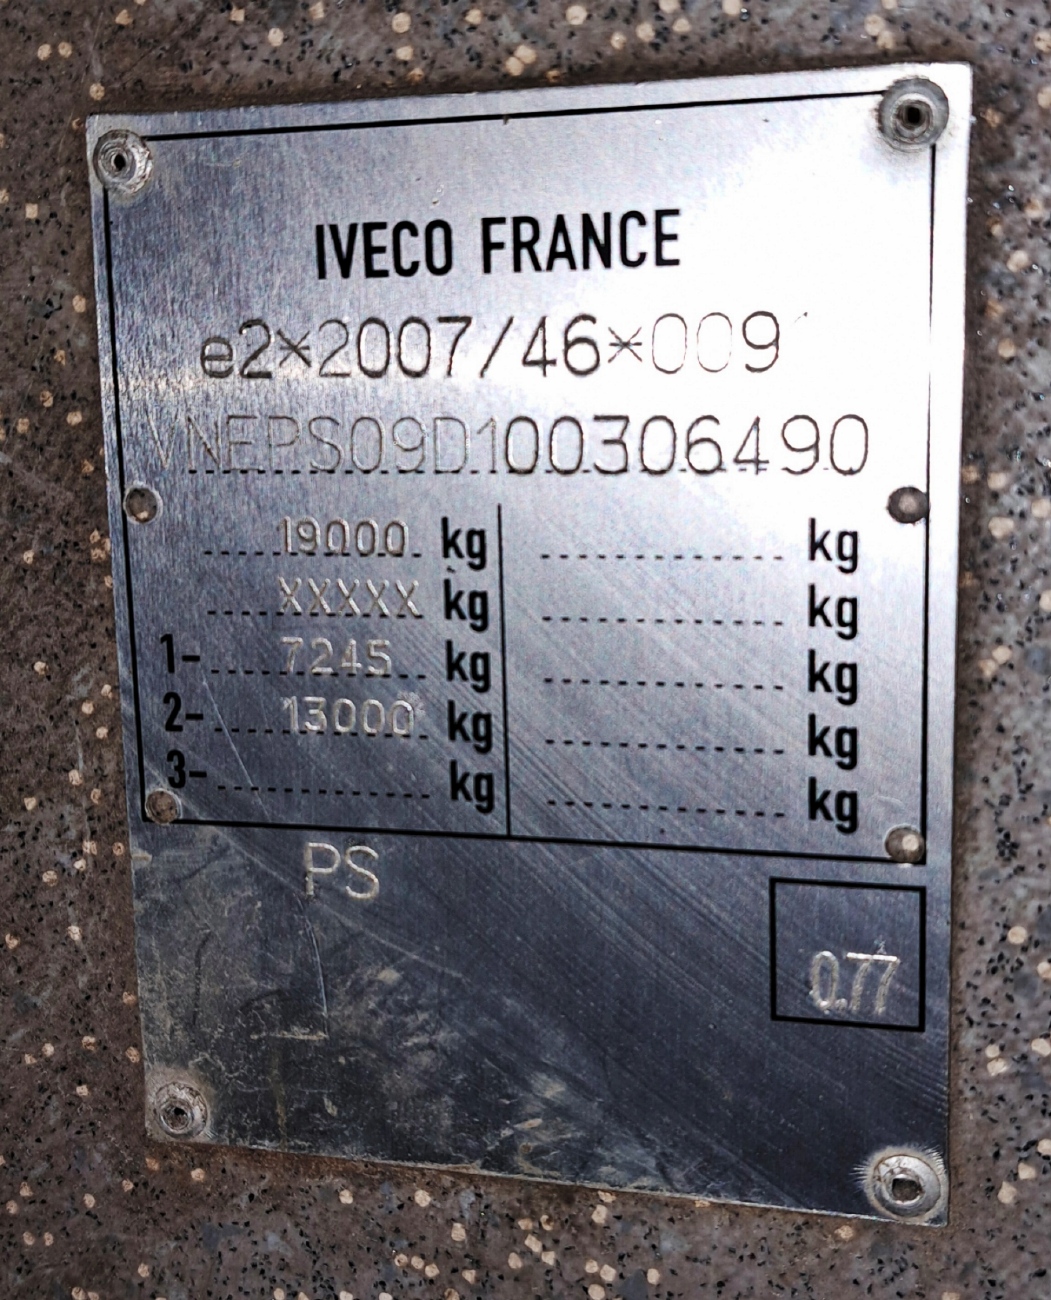 IVECO FRANCE
e2*2007/46*009
VNEPS09D100306490
19000 kg kg
XXXXX kg kg
1- 7245 kg kg
2- 13000 kg kg
3- kg kg
PS
0.77